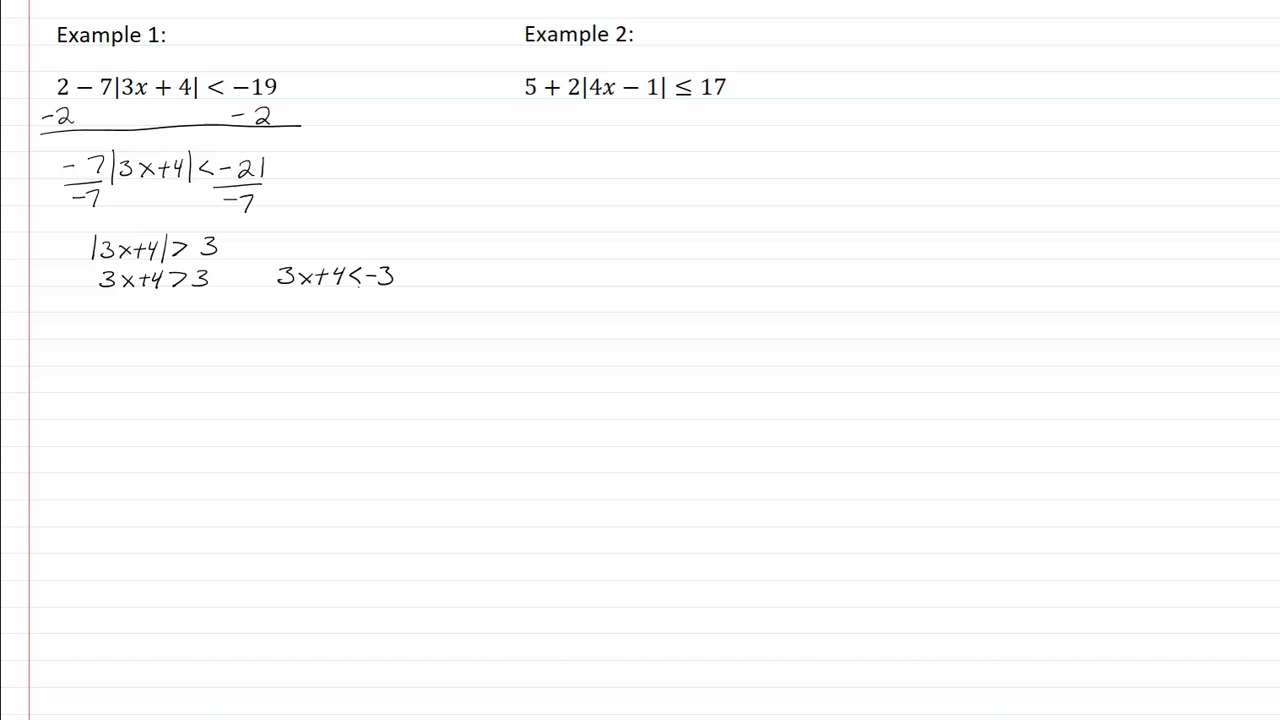 Example 1:
2 − 7|3x + 4| < −19
-2 - 2
- 7|3x+4| < - 21
-7 -7
|3x+4| > 3
3x+4 > 3 3x+4 < -3
Example 2:
5 + 2|4x − 1| ≤ 17